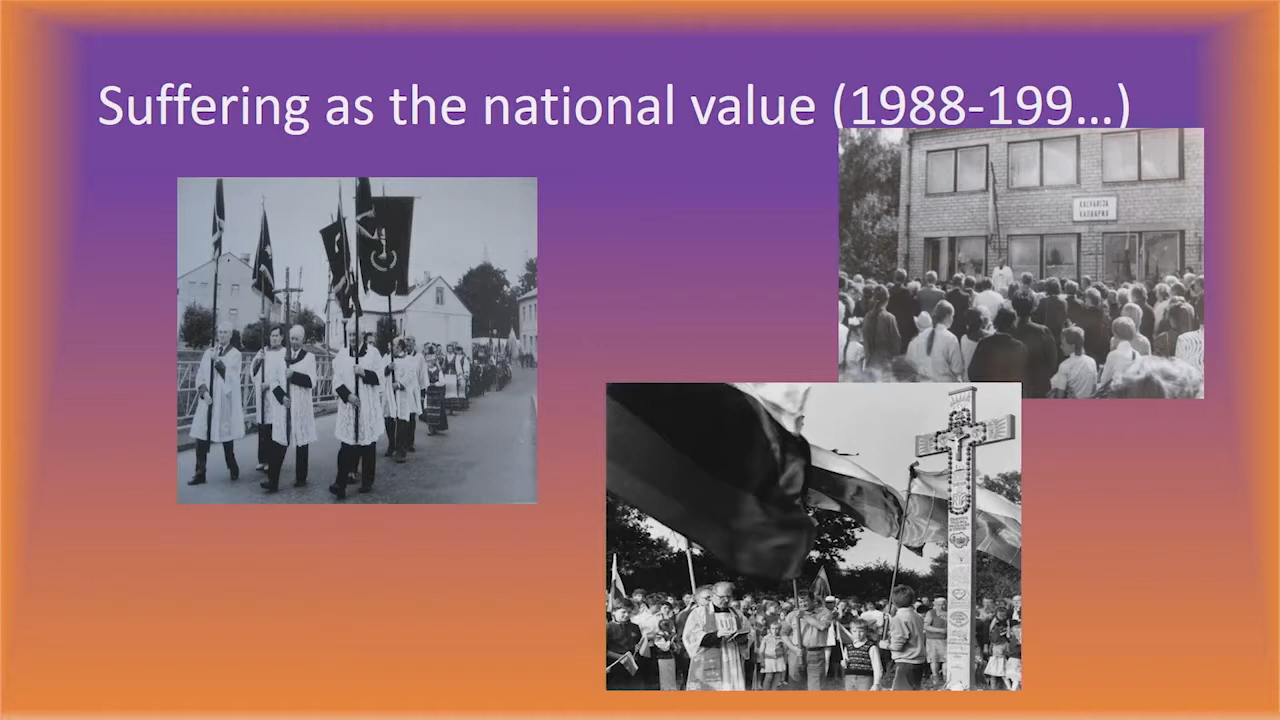 Suffering as the national value (1988-199...)
KALVARIJA
КАЛВАРИЯ